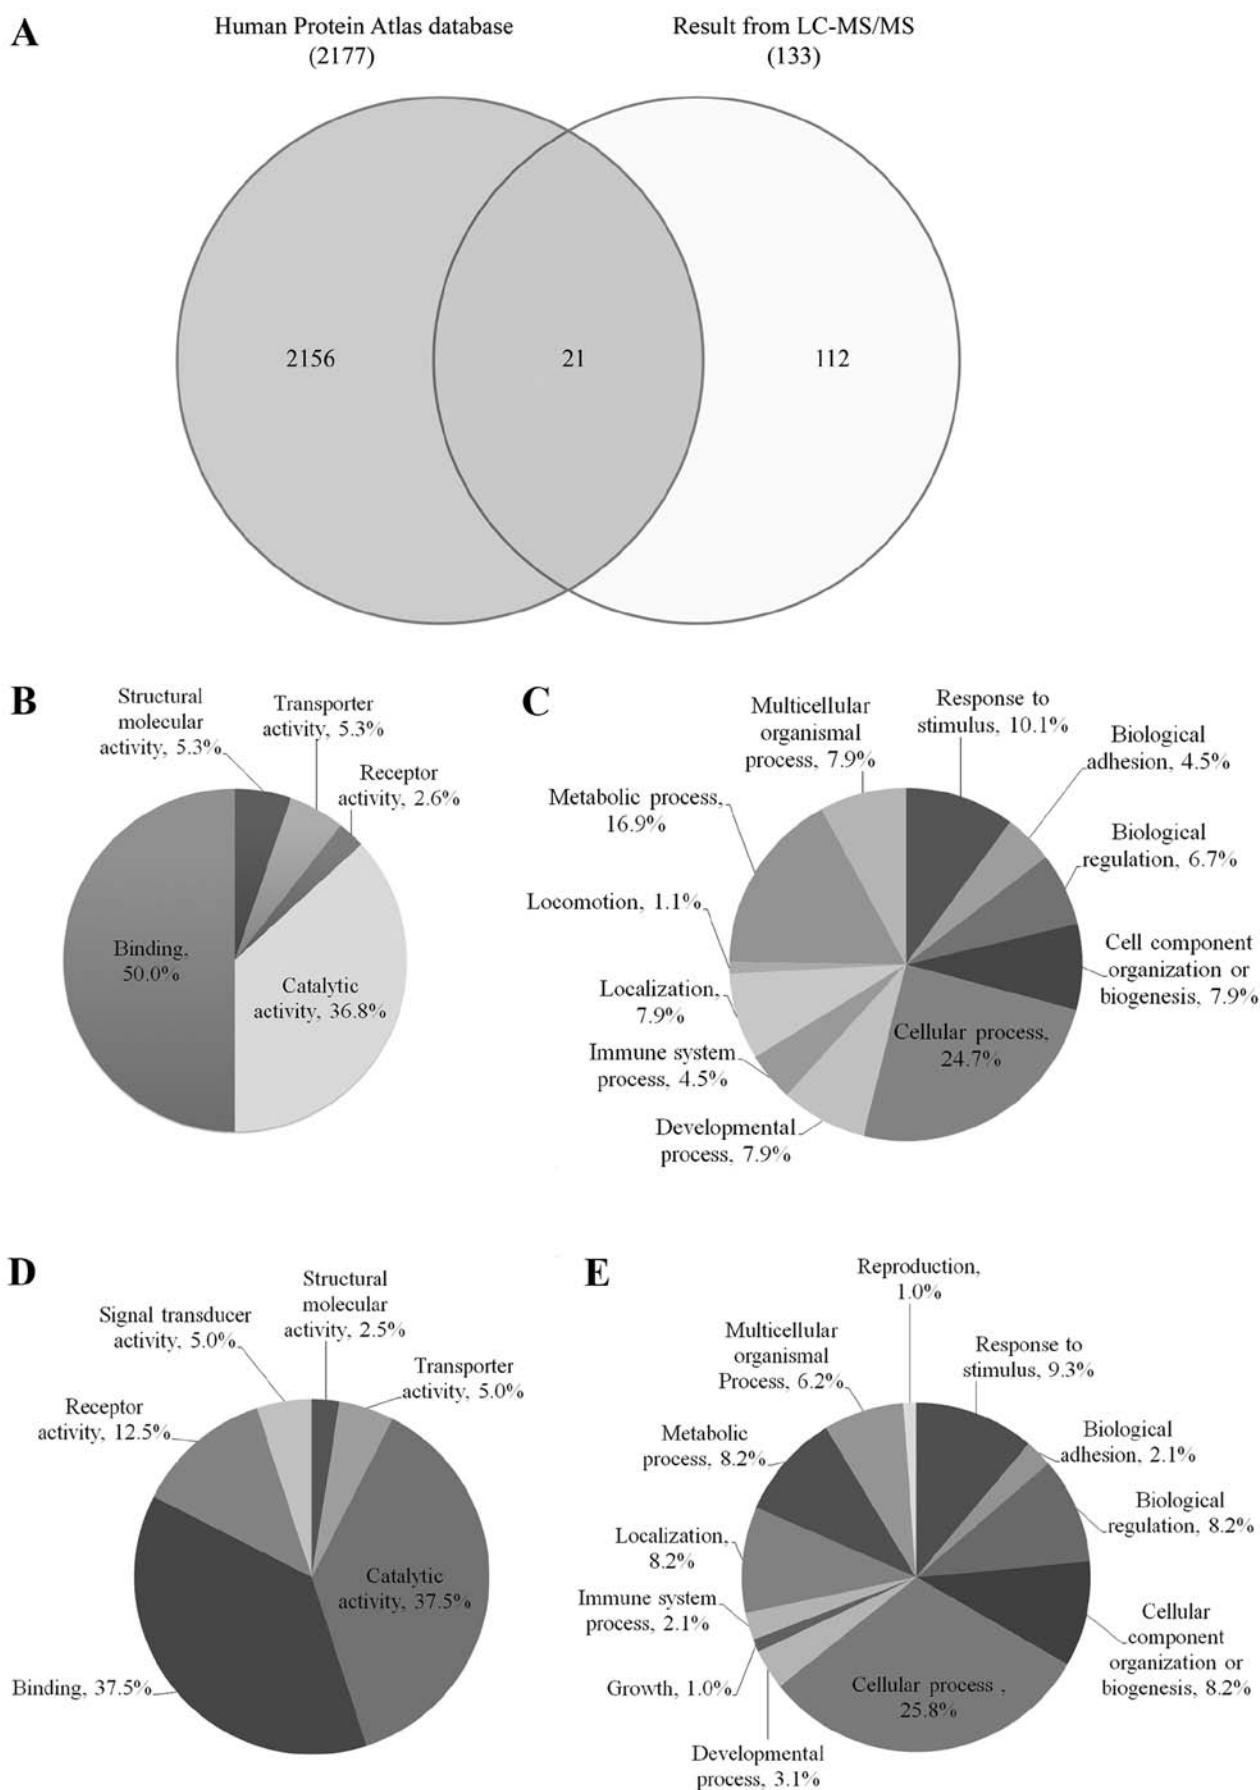 A
Human Protein Atlas database
(2177)
Result from LC-MS/MS
(133)
2156
21
112
B
Structural
molecular
activity, 5.3%
Transporter
activity, 5.3%
Receptor
activity, 2.6%
Binding,
50.0%
Catalytic
activity, 36.8%
C
Multicellular
organismal
process, 7.9%
Response to
stimulus, 10.1%
Biological
adhesion, 4.5%
Metabolic process,
16.9%
Biological
regulation, 6.7%
Locomotion, 1.1%
Cell component
organization or
biogenesis, 7.9%
Localization,
7.9%
Cellular process,
24.7%
Immune system
process, 4.5%
Developmental
process, 7.9%
D
Signal transducer
activity, 5.0%
Structural
molecular
activity, 2.5%
Transporter
activity, 5.0%
Receptor
activity, 12.5%
Catalytic
activity, 37.5%
Binding, 37.5%
E
Reproduction,
1.0%
Multicellular
organismal
Process, 6.2%
Response to
stimulus, 9.3%
Metabolic
process, 8.2%
Biological
adhesion, 2.1%
Biological
regulation, 8.2%
Localization,
8.2%
Immune system
process, 2.1%
Cellular
component
organization or
biogenesis, 8.2%
Growth, 1.0%
Cellular process ,
25.8%
Developmental
process, 3.1%